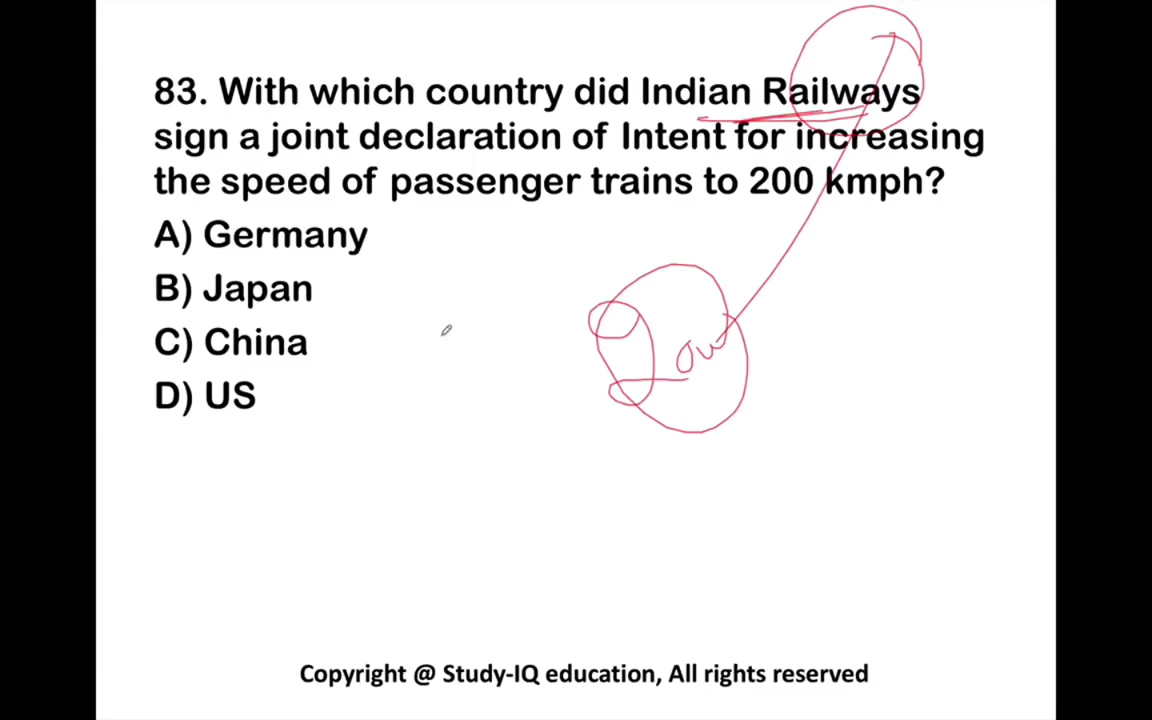 83. With which country did Indian Railways
sign a joint declaration of Intent for increasing
the speed of passenger trains to 200 kmph?
A) Germany
B) Japan
C) China
D) US
Copyright @ Study-IQ education, All rights reserved